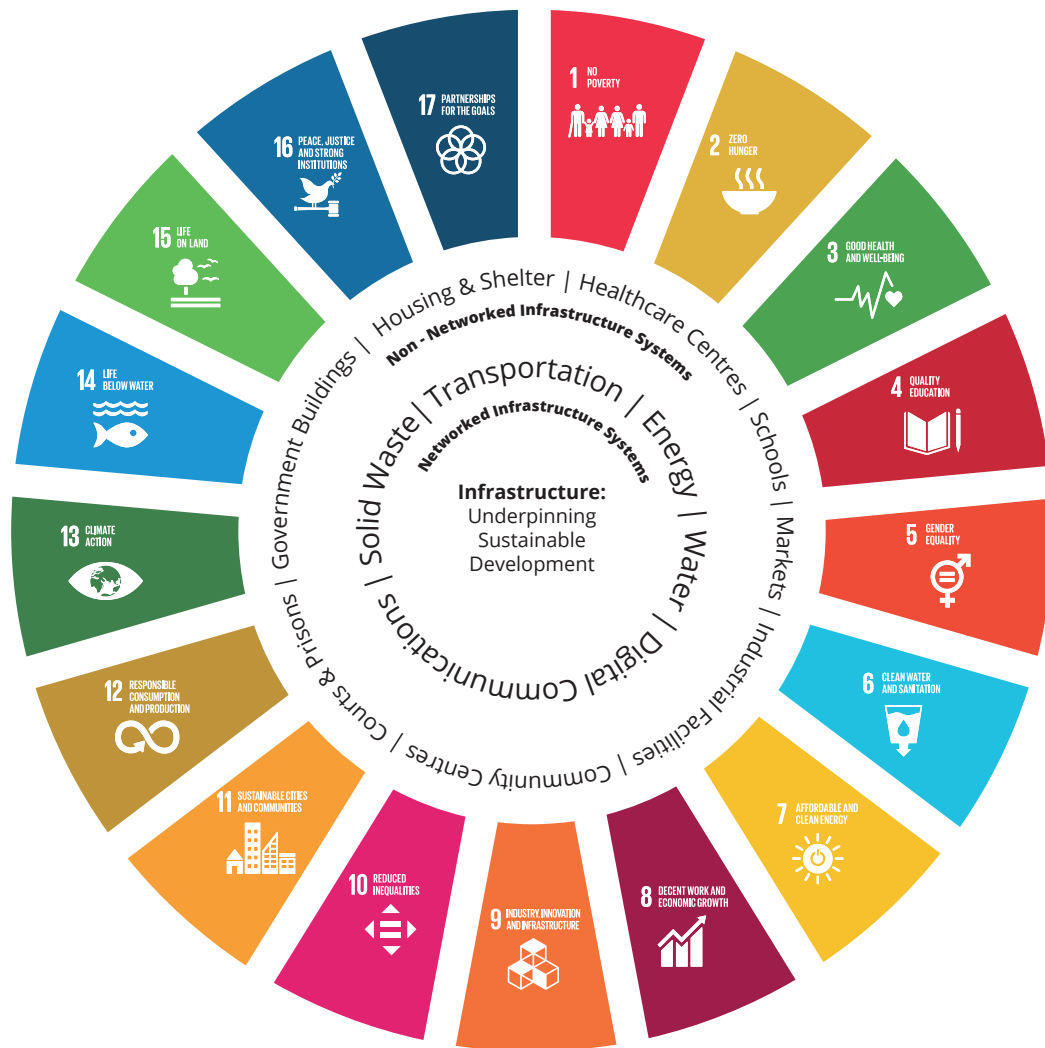 1 NO
POVERTY
2 ZERO
HUNGER
3 GOOD HEALTH
AND WELL-BEING
4 QUALITY
EDUCATION
5 GENDER
EQUALITY
6 CLEAN WATER
AND SANITATION
7 AFFORDABLE AND
CLEAN ENERGY
8 DECENT WORK AND
ECONOMIC GROWTH
9 INDUSTRY, INNOVATION
AND INFRASTRUCTURE
10 REDUCED
INEQUALITIES
11 SUSTAINABLE CITIES
AND COMMUNITIES
12 RESPONSIBLE
CONSUMPTION
AND PRODUCTION
13 CLIMATE
ACTION
14 LIFE
BELOW WATER
15 LIFE
ON LAND
16 PEACE, JUSTICE
AND STRONG
INSTITUTIONS
17 PARTNERSHIPS
FOR THE GOALS
Housing & Shelter | Healthcare Centres | Schools | Markets | Industrial Facilities | Community Centres | Courts & Prisons | Government Buildings |
Non - Networked Infrastructure Systems
Transportation | Energy | Water | Digital Communications | Solid Waste |
Networked Infrastructure Systems
Infrastructure:
Underpinning
Sustainable
Development